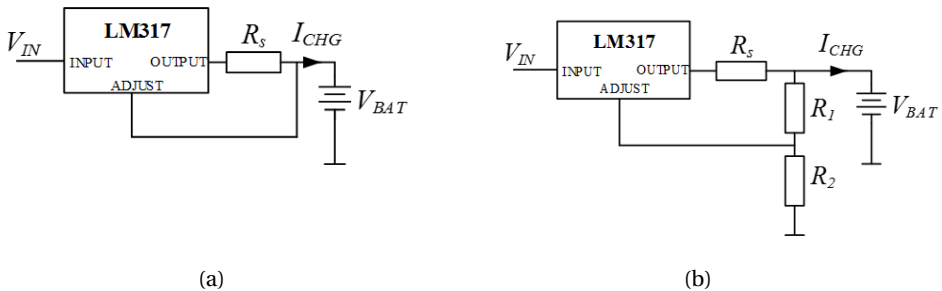 LM317
V_IN
INPUT
OUTPUT
ADJUST
R_s
I_CHG
V_BAT
(a)
LM317
V_IN
INPUT
OUTPUT
ADJUST
R_s
I_CHG
R_1
V_BAT
R_2
(b)